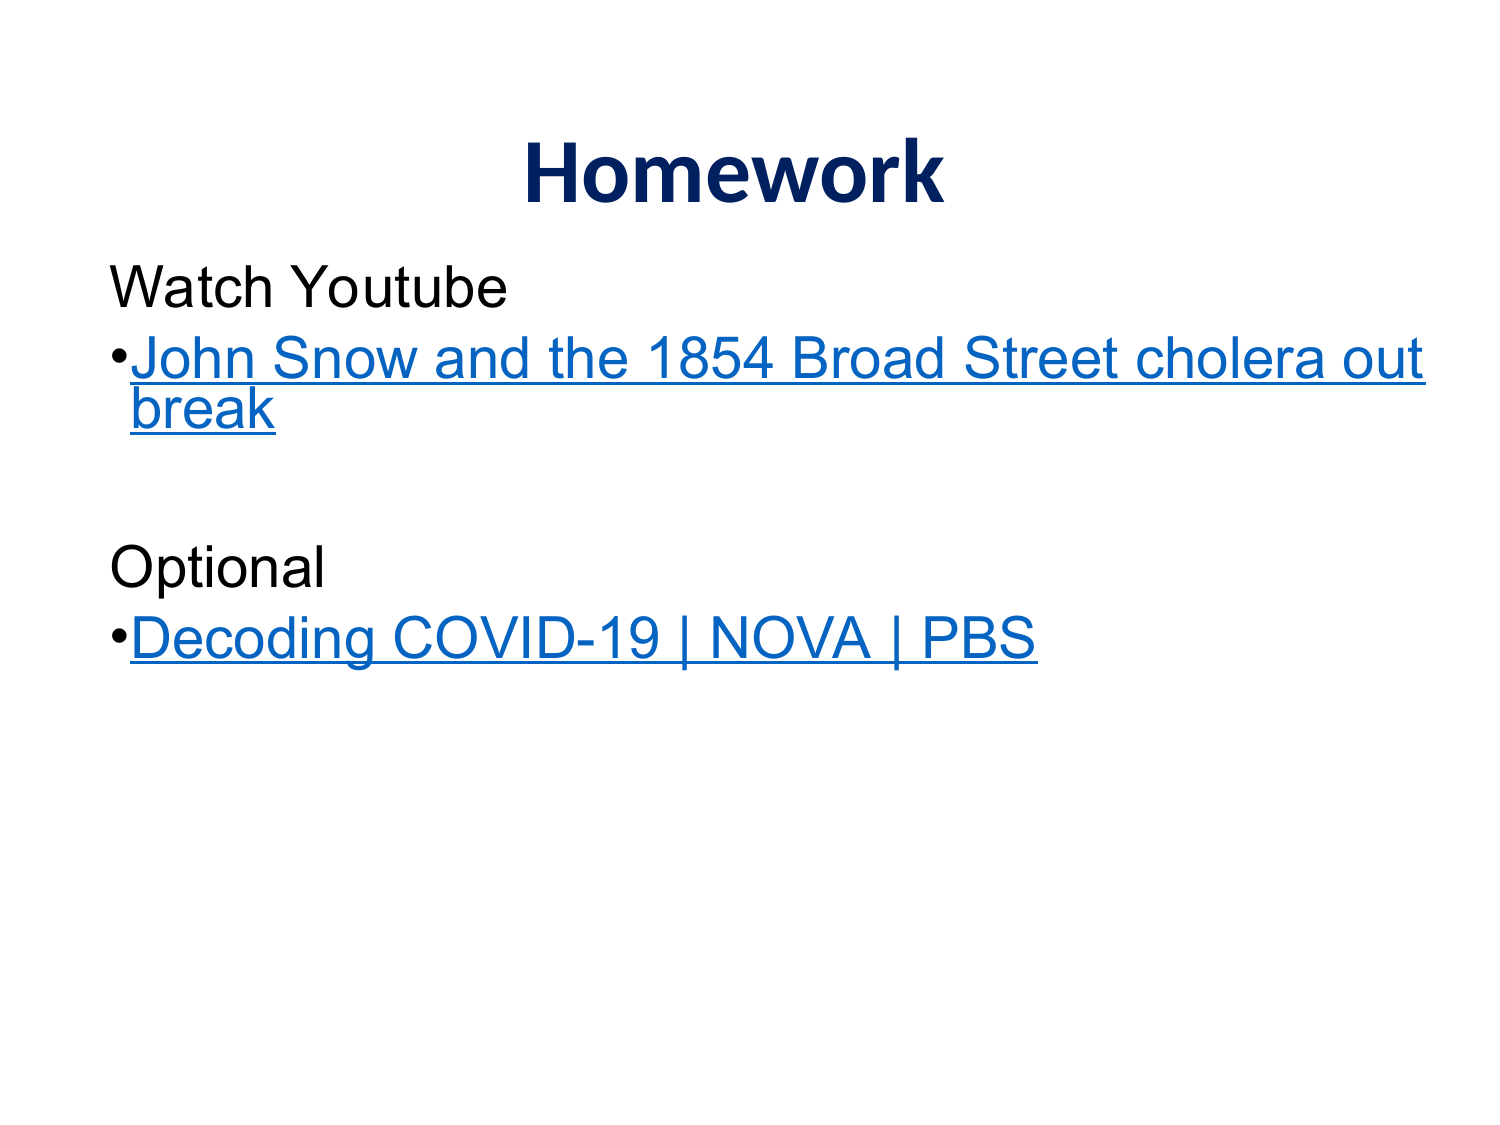 Homework
Watch Youtube
•John Snow and the 1854 Broad Street cholera out
break
Optional
•Decoding COVID-19 | NOVA | PBS